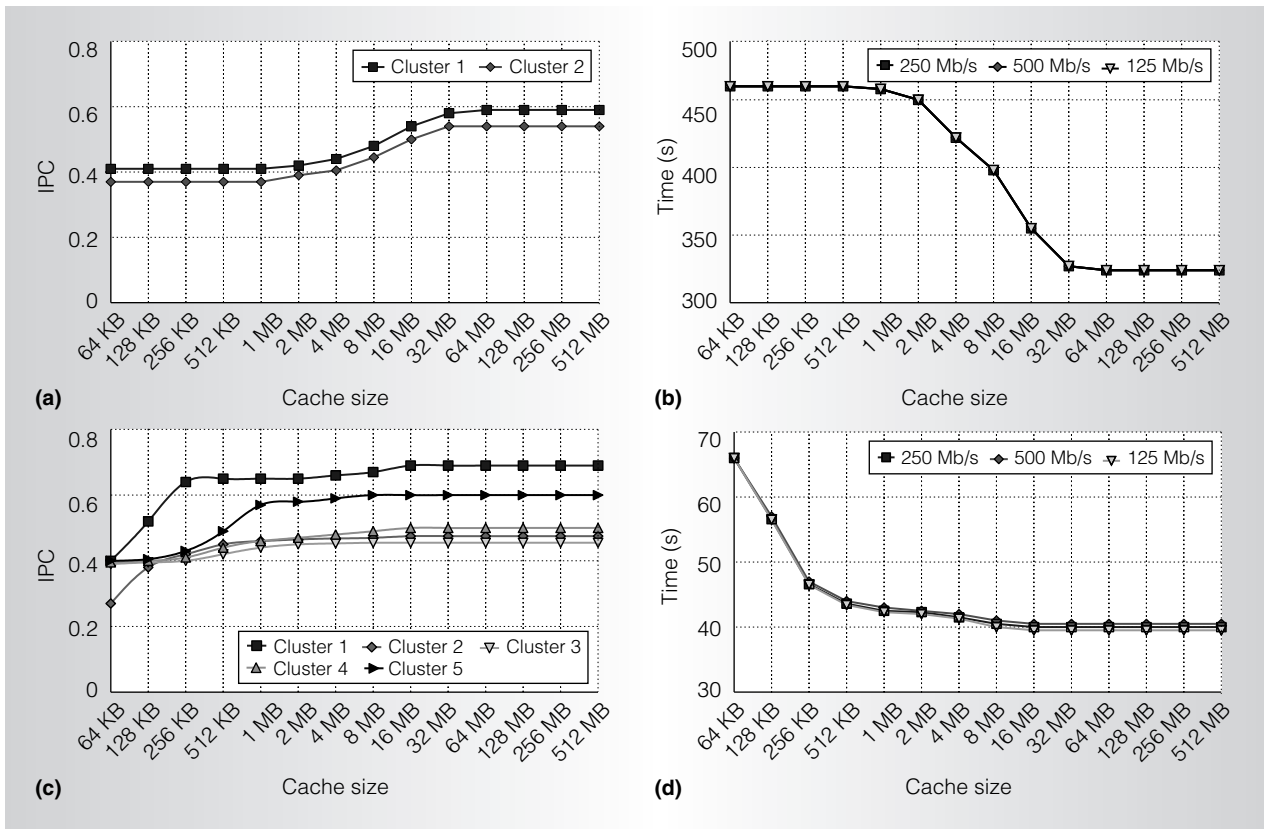 0.8
0.6
0.4
0.2
0
IPC
Cluster 1 Cluster 2
64 KB
128 KB
256 KB
512 KB
1 MB
2 MB
4 MB
8 MB
16 MB
32 MB
64 MB
128 MB
256 MB
512 MB
Cache size
(a)
500
450
400
350
300
Time (s)
250 Mb/s 500 Mb/s 125 Mb/s
64 KB
128 KB
256 KB
512 KB
1 MB
2 MB
4 MB
8 MB
16 MB
32 MB
64 MB
128 MB
256 MB
512 MB
Cache size
(b)
0.8
0.6
0.4
0.2
0
IPC
Cluster 1 Cluster 2 Cluster 3
Cluster 4 Cluster 5
64 KB
128 KB
256 KB
512 KB
1 MB
2 MB
4 MB
8 MB
16 MB
32 MB
64 MB
128 MB
256 MB
512 MB
Cache size
(c)
70
60
50
40
30
Time (s)
250 Mb/s 500 Mb/s 125 Mb/s
64 KB
128 KB
256 KB
512 KB
1 MB
2 MB
4 MB
8 MB
16 MB
32 MB
64 MB
128 MB
256 MB
512 MB
Cache size
(d)